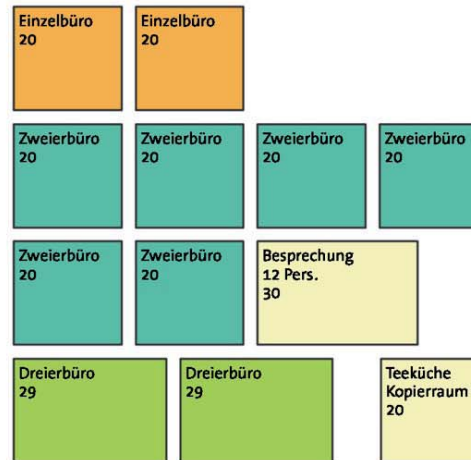 Einzelbüro
20
Einzelbüro
20
Zweierbüro
20
Zweierbüro
20
Zweierbüro
20
Zweierbüro
20
Zweierbüro
20
Zweierbüro
20
Besprechung
12 Pers.
30
Dreierbüro
29
Dreierbüro
29
Teeküche
Kopierraum
20